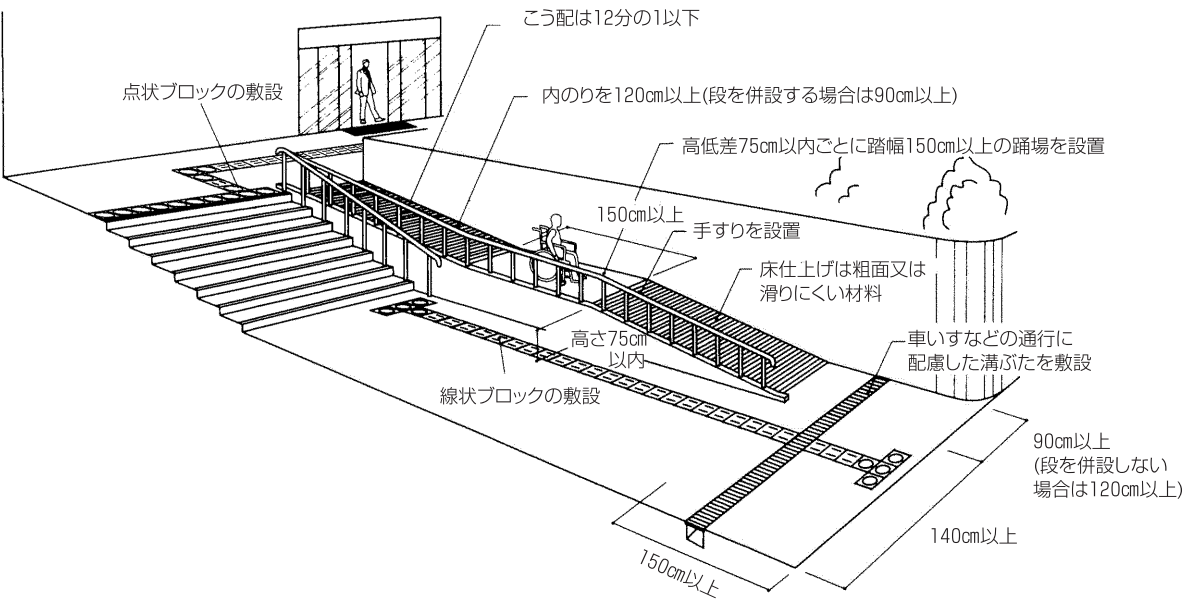 こう配は12分の1以下
点状ブロックの敷設
内のりを120cm以上(段を併設する場合は90cm以上)
高低差75cm以内ごとに踏幅150cm以上の踊場を設置
150cm以上
手すりを設置
床仕上げは粗面又は
滑りにくい材料
車いすなどの通行に
配慮した溝ぶたを敷設
高さ75cm
以内
線状ブロックの敷設
90cm以上
(段を併設しない
場合は120cm以上)
140cm以上
150cm以上